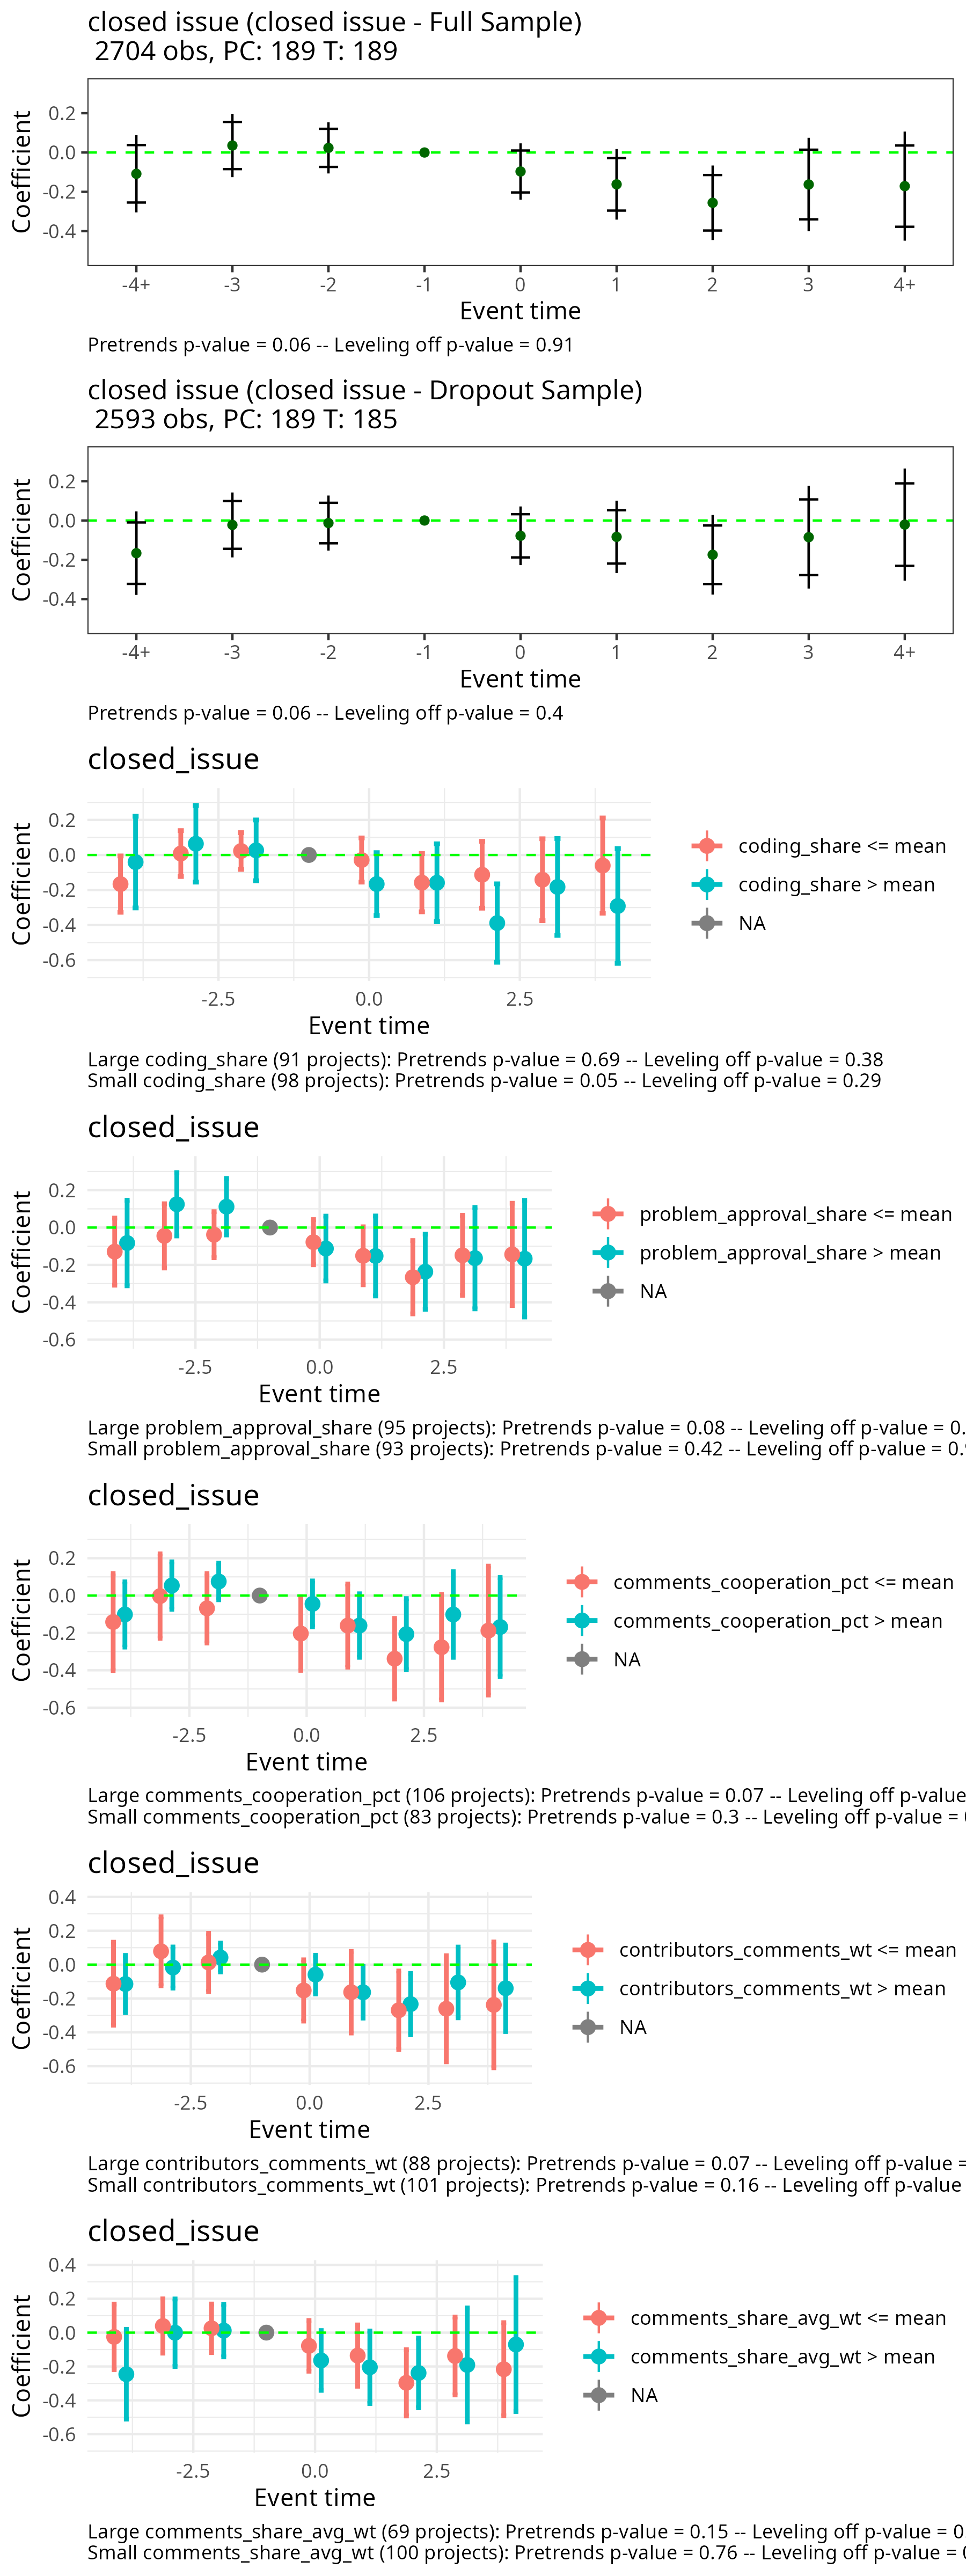 closed issue (closed issue - Full Sample)
2704 obs, PC: 189 T: 189
Coefficient
0.2
0.0
-0.2
-0.4
-4+ -3 -2 -1 0 1 2 3 4+
Event time
Pretrends p-value = 0.06 -- Leveling off p-value = 0.91
closed issue (closed issue - Dropout Sample)
2593 obs, PC: 189 T: 185
Coefficient
0.2
0.0
-0.2
-0.4
-4+ -3 -2 -1 0 1 2 3 4+
Event time
Pretrends p-value = 0.06 -- Leveling off p-value = 0.4
closed_issue
Coefficient
0.2
0.0
-0.2
-0.4
-0.6
-2.5 0.0 2.5
Event time
coding_share <= mean
coding_share > mean
NA
Large coding_share (91 projects): Pretrends p-value = 0.69 -- Leveling off p-value = 0.38
Small coding_share (98 projects): Pretrends p-value = 0.05 -- Leveling off p-value = 0.29
closed_issue
Coefficient
0.2
0.0
-0.2
-0.4
-0.6
-2.5 0.0 2.5
Event time
problem_approval_share <= mean
problem_approval_share > mean
NA
Large problem_approval_share (95 projects): Pretrends p-value = 0.08 -- Leveling off p-value = 0.
Small problem_approval_share (93 projects): Pretrends p-value = 0.42 -- Leveling off p-value = 0.
closed_issue
Coefficient
0.2
0.0
-0.2
-0.4
-0.6
-2.5 0.0 2.5
Event time
comments_cooperation_pct <= mean
comments_cooperation_pct > mean
NA
Large comments_cooperation_pct (106 projects): Pretrends p-value = 0.07 -- Leveling off p-value
Small comments_cooperation_pct (83 projects): Pretrends p-value = 0.3 -- Leveling off p-value =
closed_issue
Coefficient
0.4
0.2
0.0
-0.2
-0.4
-0.6
-2.5 0.0 2.5
Event time
contributors_comments_wt <= mean
contributors_comments_wt > mean
NA
Large contributors_comments_wt (88 projects): Pretrends p-value = 0.07 -- Leveling off p-value =
Small contributors_comments_wt (101 projects): Pretrends p-value = 0.16 -- Leveling off p-value
closed_issue
Coefficient
0.4
0.2
0.0
-0.2
-0.4
-0.6
-2.5 0.0 2.5
Event time
comments_share_avg_wt <= mean
comments_share_avg_wt > mean
NA
Large comments_share_avg_wt (69 projects): Pretrends p-value = 0.15 -- Leveling off p-value = 0
Small comments_share_avg_wt (100 projects): Pretrends p-value = 0.76 -- Leveling off p-value =